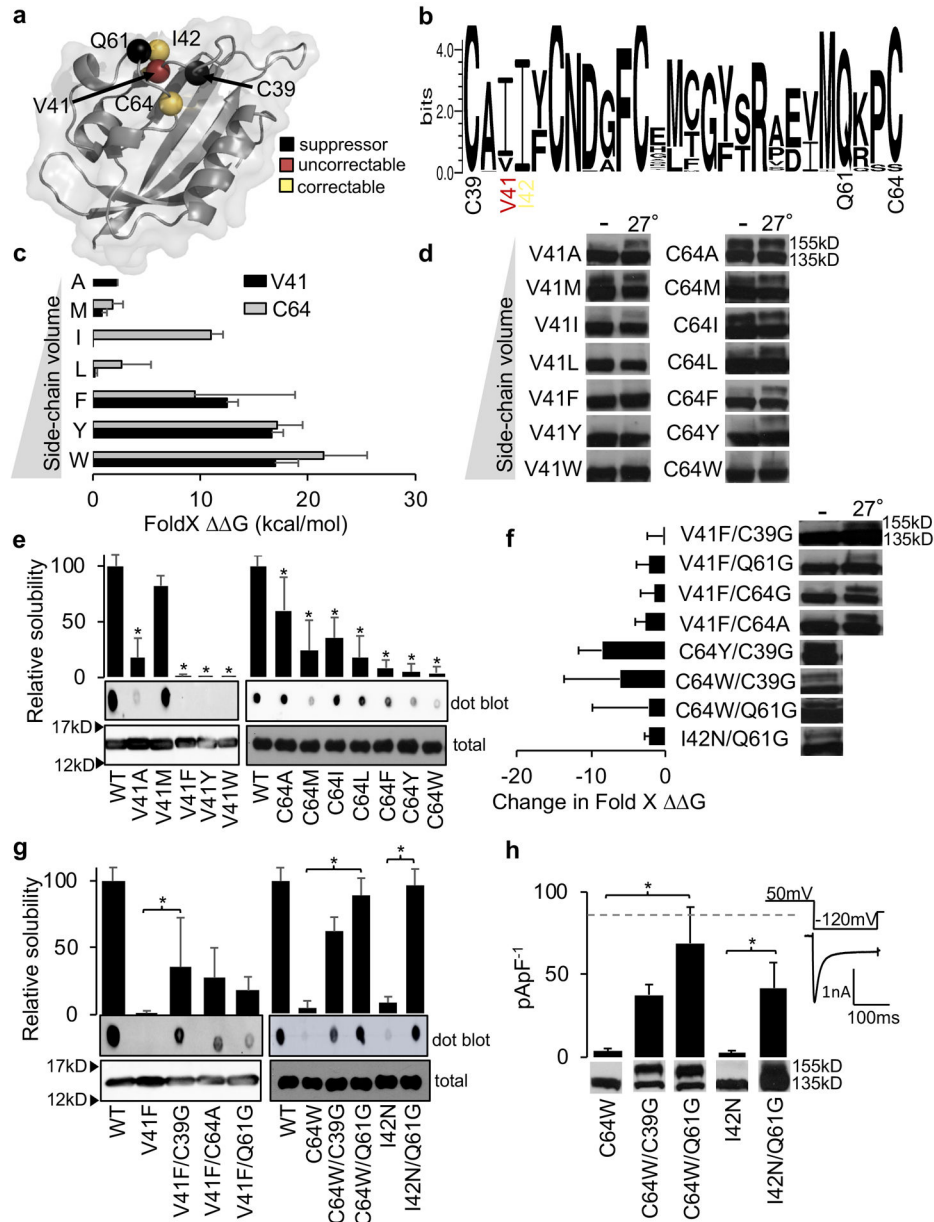 a
Q61
I42
V41
C64
C39
suppressor
uncorrectable
correctable
b
bits
4.0
2.0
0.0
C39
V41
I42
Q61
C64
c
Side-chain volume
A
M
I
L
F
Y
W
V41
C64
0
10
20
30
FoldX ΔΔG (kcal/mol)
d
Side-chain volume
- 27°
- 27°
V41A
C64A
155kD
135kD
V41M
C64M
V41I
C64I
V41L
C64L
V41F
C64F
V41Y
C64Y
V41W
C64W
e
Relative solubility
100
50
0
*
*
*
*
*
*
*
*
*
*
*
dot blot
17kD
total
12kD
WT
V41A
V41M
V41F
V41Y
V41W
WT
C64A
C64M
C64I
C64L
C64F
C64Y
C64W
f
- 27°
V41F/C39G
155kD
135kD
V41F/Q61G
V41F/C64G
V41F/C64A
C64Y/C39G
C64W/C39G
C64W/Q61G
I42N/Q61G
-20
-10
0
Change in Fold X ΔΔG
g
Relative solubility
100
50
0
*
*
*
dot blot
17kD
total
12kD
WT
V41F
V41F/C39G
V41F/C64A
V41F/Q61G
WT
C64W
C64W/C39G
C64W/Q61G
I42N
I42N/Q61G
h
pApF⁻¹
100
50
0
*
*
50mV
-120mV
1nA
100ms
155kD
135kD
C64W
C64W/C39G
C64W/Q61G
I42N
I42N/Q61G